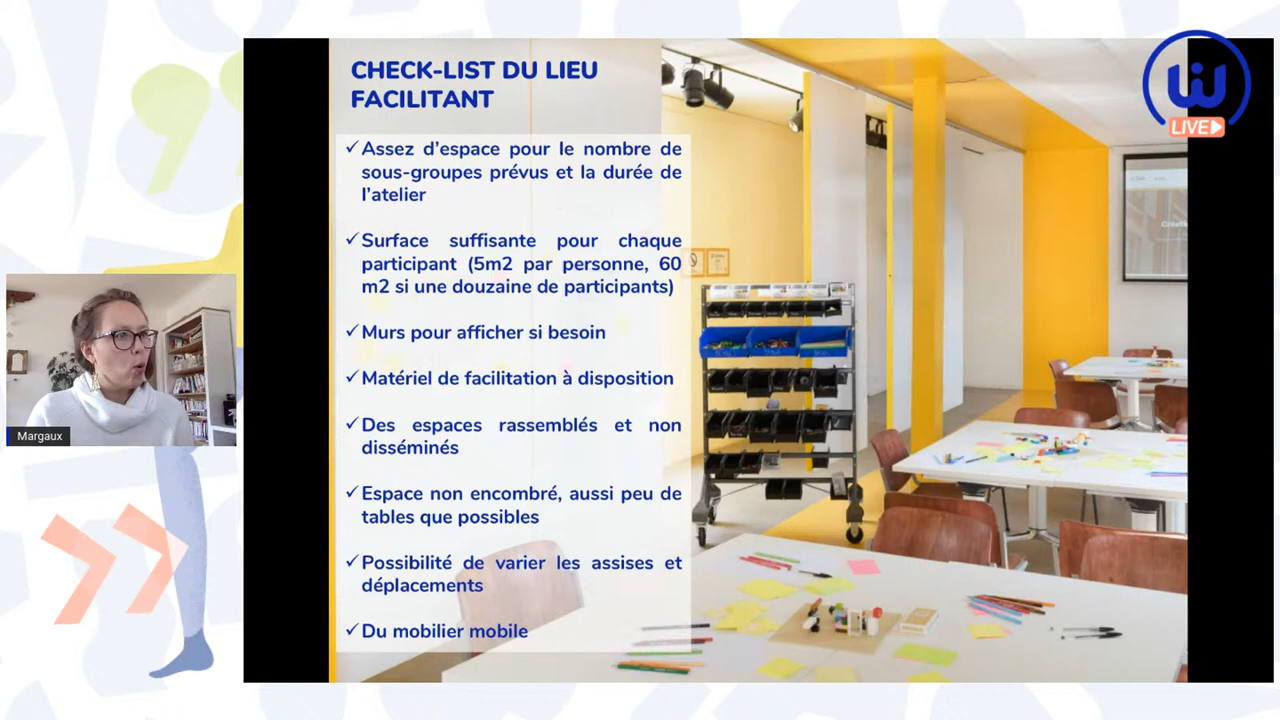 CHECK-LIST DU LIEU
FACILITANT
✓Assez d'espace pour le nombre de
sous-groupes prévus et la durée de
l'atelier
✓Surface suffisante pour chaque
participant (5m2 par personne, 60
m2 si une douzaine de participants)
✓Murs pour afficher si besoin
✓Matériel de facilitation à disposition
✓Des espaces rassemblés et non
disséminés
✓Espace non encombré, aussi peu de
tables que possibles
✓Possibilité de varier les assises et
déplacements
✓Du mobilier mobile
Margaux
LIVE